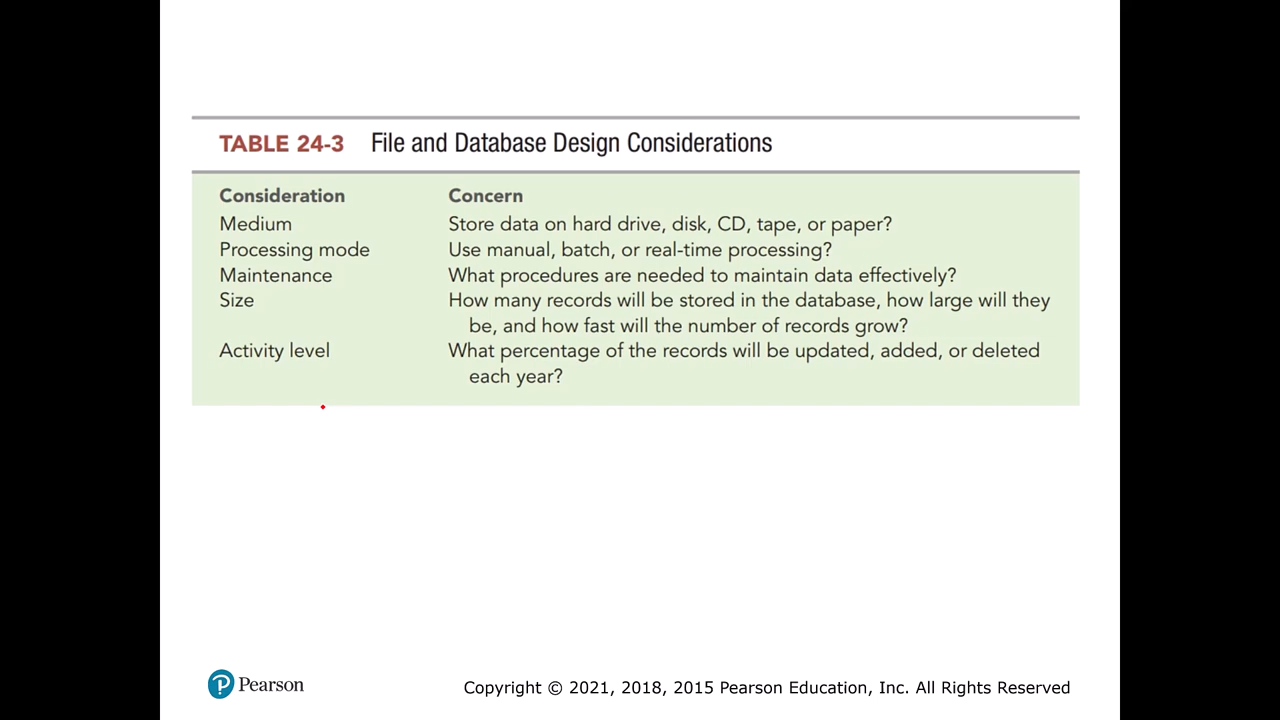 TABLE 24-3 File and Database Design Considerations
Consideration Concern
Medium Store data on hard drive, disk, CD, tape, or paper?
Processing mode Use manual, batch, or real-time processing?
Maintenance What procedures are needed to maintain data effectively?
Size How many records will be stored in the database, how large will they
be, and how fast will the number of records grow?
Activity level What percentage of the records will be updated, added, or deleted
each year?
Pearson Copyright © 2021, 2018, 2015 Pearson Education, Inc. All Rights Reserved